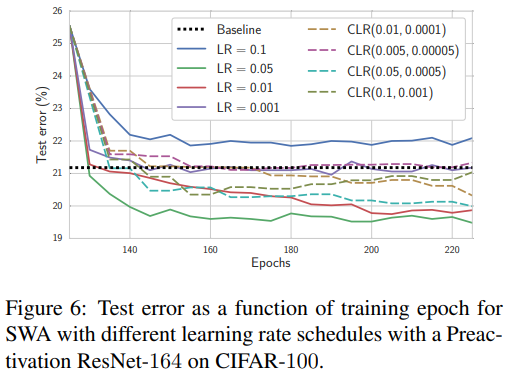 26
25
24
23
22
21
20
19
Test error (%)
Baseline
LR = 0.1
LR = 0.05
LR = 0.01
LR = 0.001
CLR(0.01, 0.0001)
CLR(0.005, 0.00005)
CLR(0.05, 0.0005)
CLR(0.1, 0.001)
140 160 180 200 220
Epochs
Figure 6: Test error as a function of training epoch for
SWA with different learning rate schedules with a Preac-
tivation ResNet-164 on CIFAR-100.